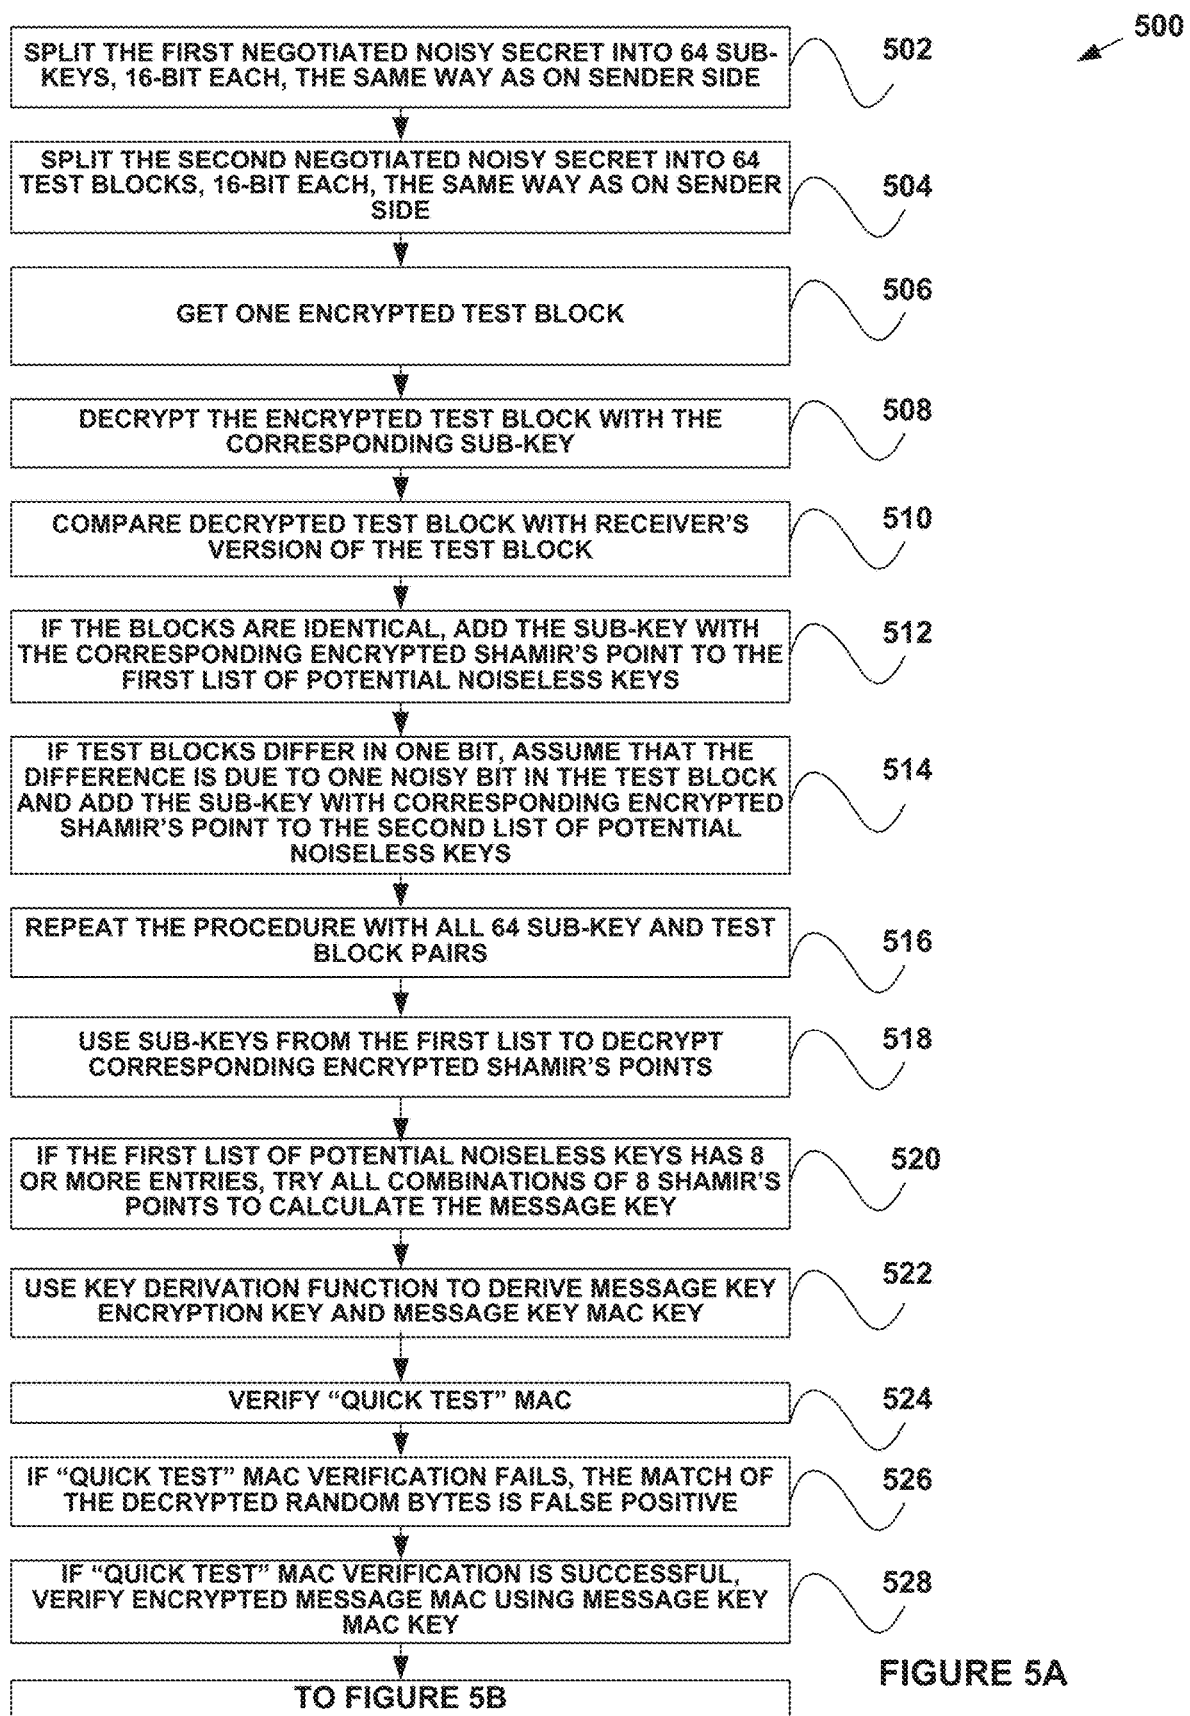 500
SPLIT THE FIRST NEGOTIATED NOISY SECRET INTO 64 SUB-
KEYS, 16-BIT EACH, THE SAME WAY AS ON SENDER SIDE
502
SPLIT THE SECOND NEGOTIATED NOISY SECRET INTO 64
TEST BLOCKS, 16-BIT EACH, THE SAME WAY AS ON SENDER
SIDE
504
GET ONE ENCRYPTED TEST BLOCK
506
DECRYPT THE ENCRYPTED TEST BLOCK WITH THE
CORRESPONDING SUB-KEY
508
COMPARE DECRYPTED TEST BLOCK WITH RECEIVER'S
VERSION OF THE TEST BLOCK
510
IF THE BLOCKS ARE IDENTICAL, ADD THE SUB-KEY WITH
THE CORRESPONDING ENCRYPTED SHAMIR'S POINT TO THE
FIRST LIST OF POTENTIAL NOISELESS KEYS
512
IF TEST BLOCKS DIFFER IN ONE BIT, ASSUME THAT THE
DIFFERENCE IS DUE TO ONE NOISY BIT IN THE TEST BLOCK
AND ADD THE SUB-KEY WITH CORRESPONDING ENCRYPTED
SHAMIR'S POINT TO THE SECOND LIST OF POTENTIAL
NOISELESS KEYS
514
REPEAT THE PROCEDURE WITH ALL 64 SUB-KEY AND TEST
BLOCK PAIRS
516
USE SUB-KEYS FROM THE FIRST LIST TO DECRYPT
CORRESPONDING ENCRYPTED SHAMIR'S POINTS
518
IF THE FIRST LIST OF POTENTIAL NOISELESS KEYS HAS 8
OR MORE ENTRIES, TRY ALL COMBINATIONS OF 8 SHAMIR'S
POINTS TO CALCULATE THE MESSAGE KEY
520
USE KEY DERIVATION FUNCTION TO DERIVE MESSAGE KEY
ENCRYPTION KEY AND MESSAGE KEY MAC KEY
522
VERIFY “QUICK TEST” MAC
524
IF “QUICK TEST” MAC VERIFICATION FAILS, THE MATCH OF
THE DECRYPTED RANDOM BYTES IS FALSE POSITIVE
526
IF “QUICK TEST” MAC VERIFICATION IS SUCCESSFUL,
VERIFY ENCRYPTED MESSAGE MAC USING MESSAGE KEY
MAC KEY
528
TO FIGURE 5B
FIGURE 5A